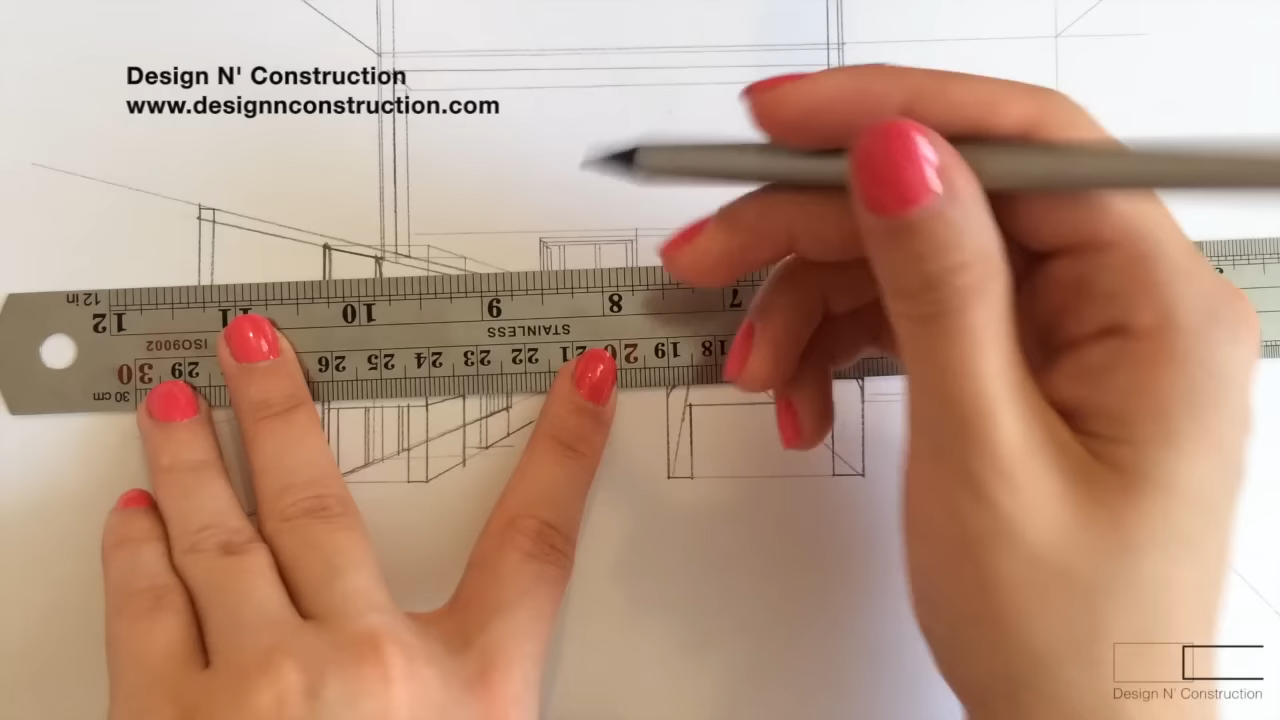 Design N' Construction
www.designnconstruction.com
12 in
12 11 10 9 8 7
STAINLESS
ISO9002
30 29 26 25 24 23 22 21 20 19 18
30 cm
Design N' Construction